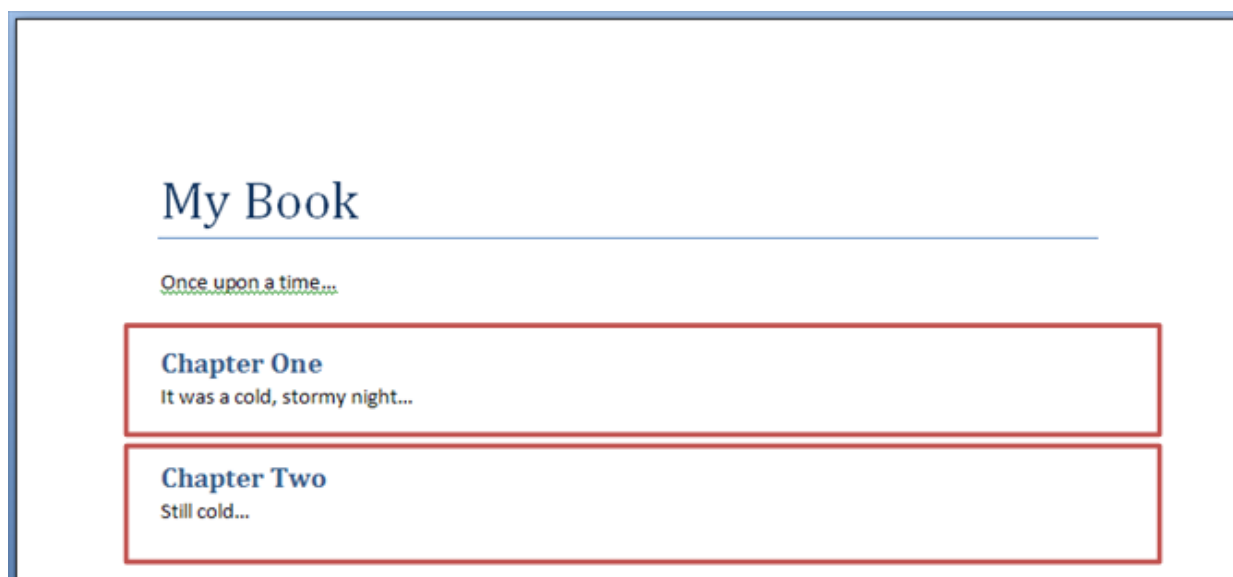 My Book
Once upon a time...
Chapter One
It was a cold, stormy night...
Chapter Two
Still cold...